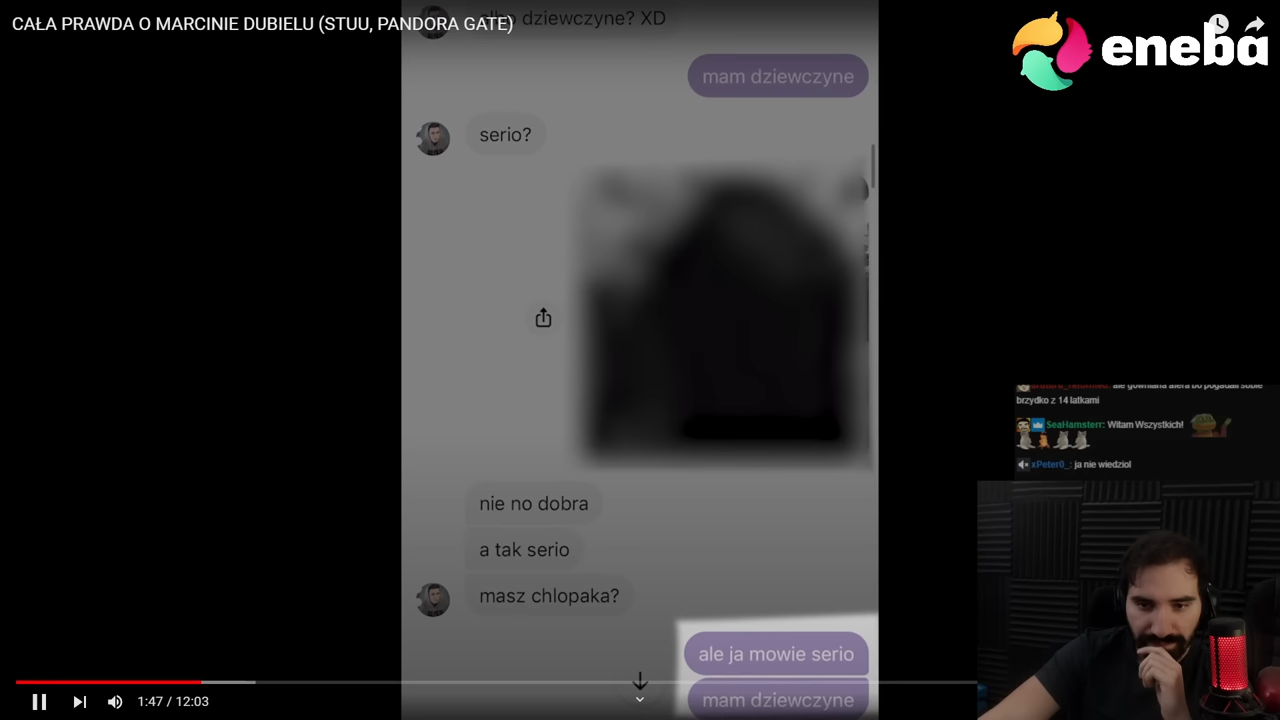 CAŁA PRAWDA O MARCINIE DUBIELU (STUU, PANDORA GATE)
albo dziewczyne? XD
eneba
mam dziewczyne
serio?
nie no dobra
a tak serio
masz chlopaka?
ale ja mowie serio
mam dziewczyne
ale gowniana afera bo pogadali sobie
brzydko z 14 latkami
SeaHamsterr: Witam Wszystkich!
xPeter0_: ja nie wiedziol
1:47 / 12:03